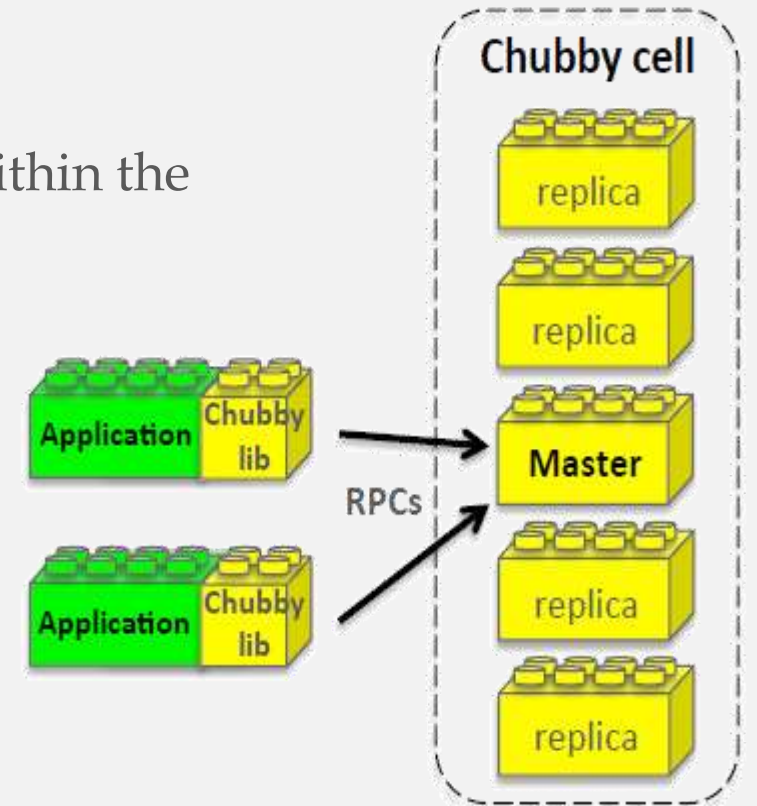 Chubby cell
replica
ithin the
replica
Application
Chubby
lib
Master
RPCs
replica
Application
Chubby
lib
replica